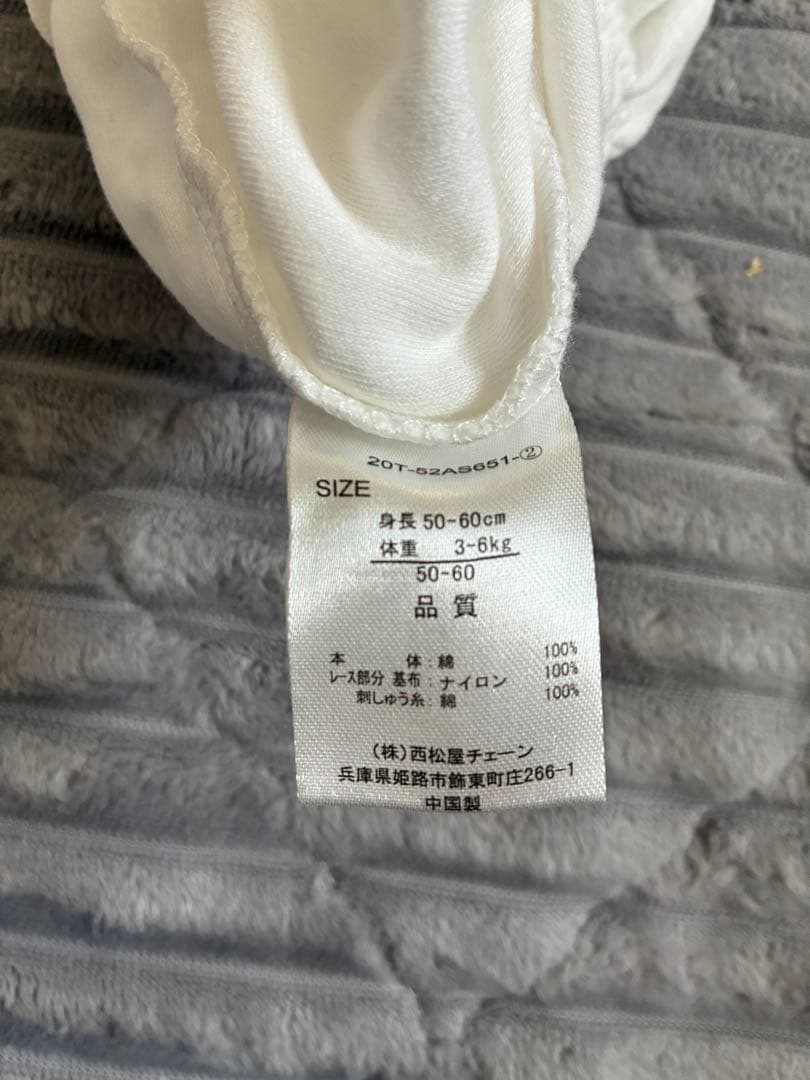 20T-52AS651-②
SIZE
身長 50-60cm
体重 3-6kg
50-60
品質
本体:綿 100%
レース部分 基布:ナイロン 100%
刺しゅう糸:綿 100%
(株)西松屋チェーン
兵庫県姫路市飾東町庄266-1
中国製